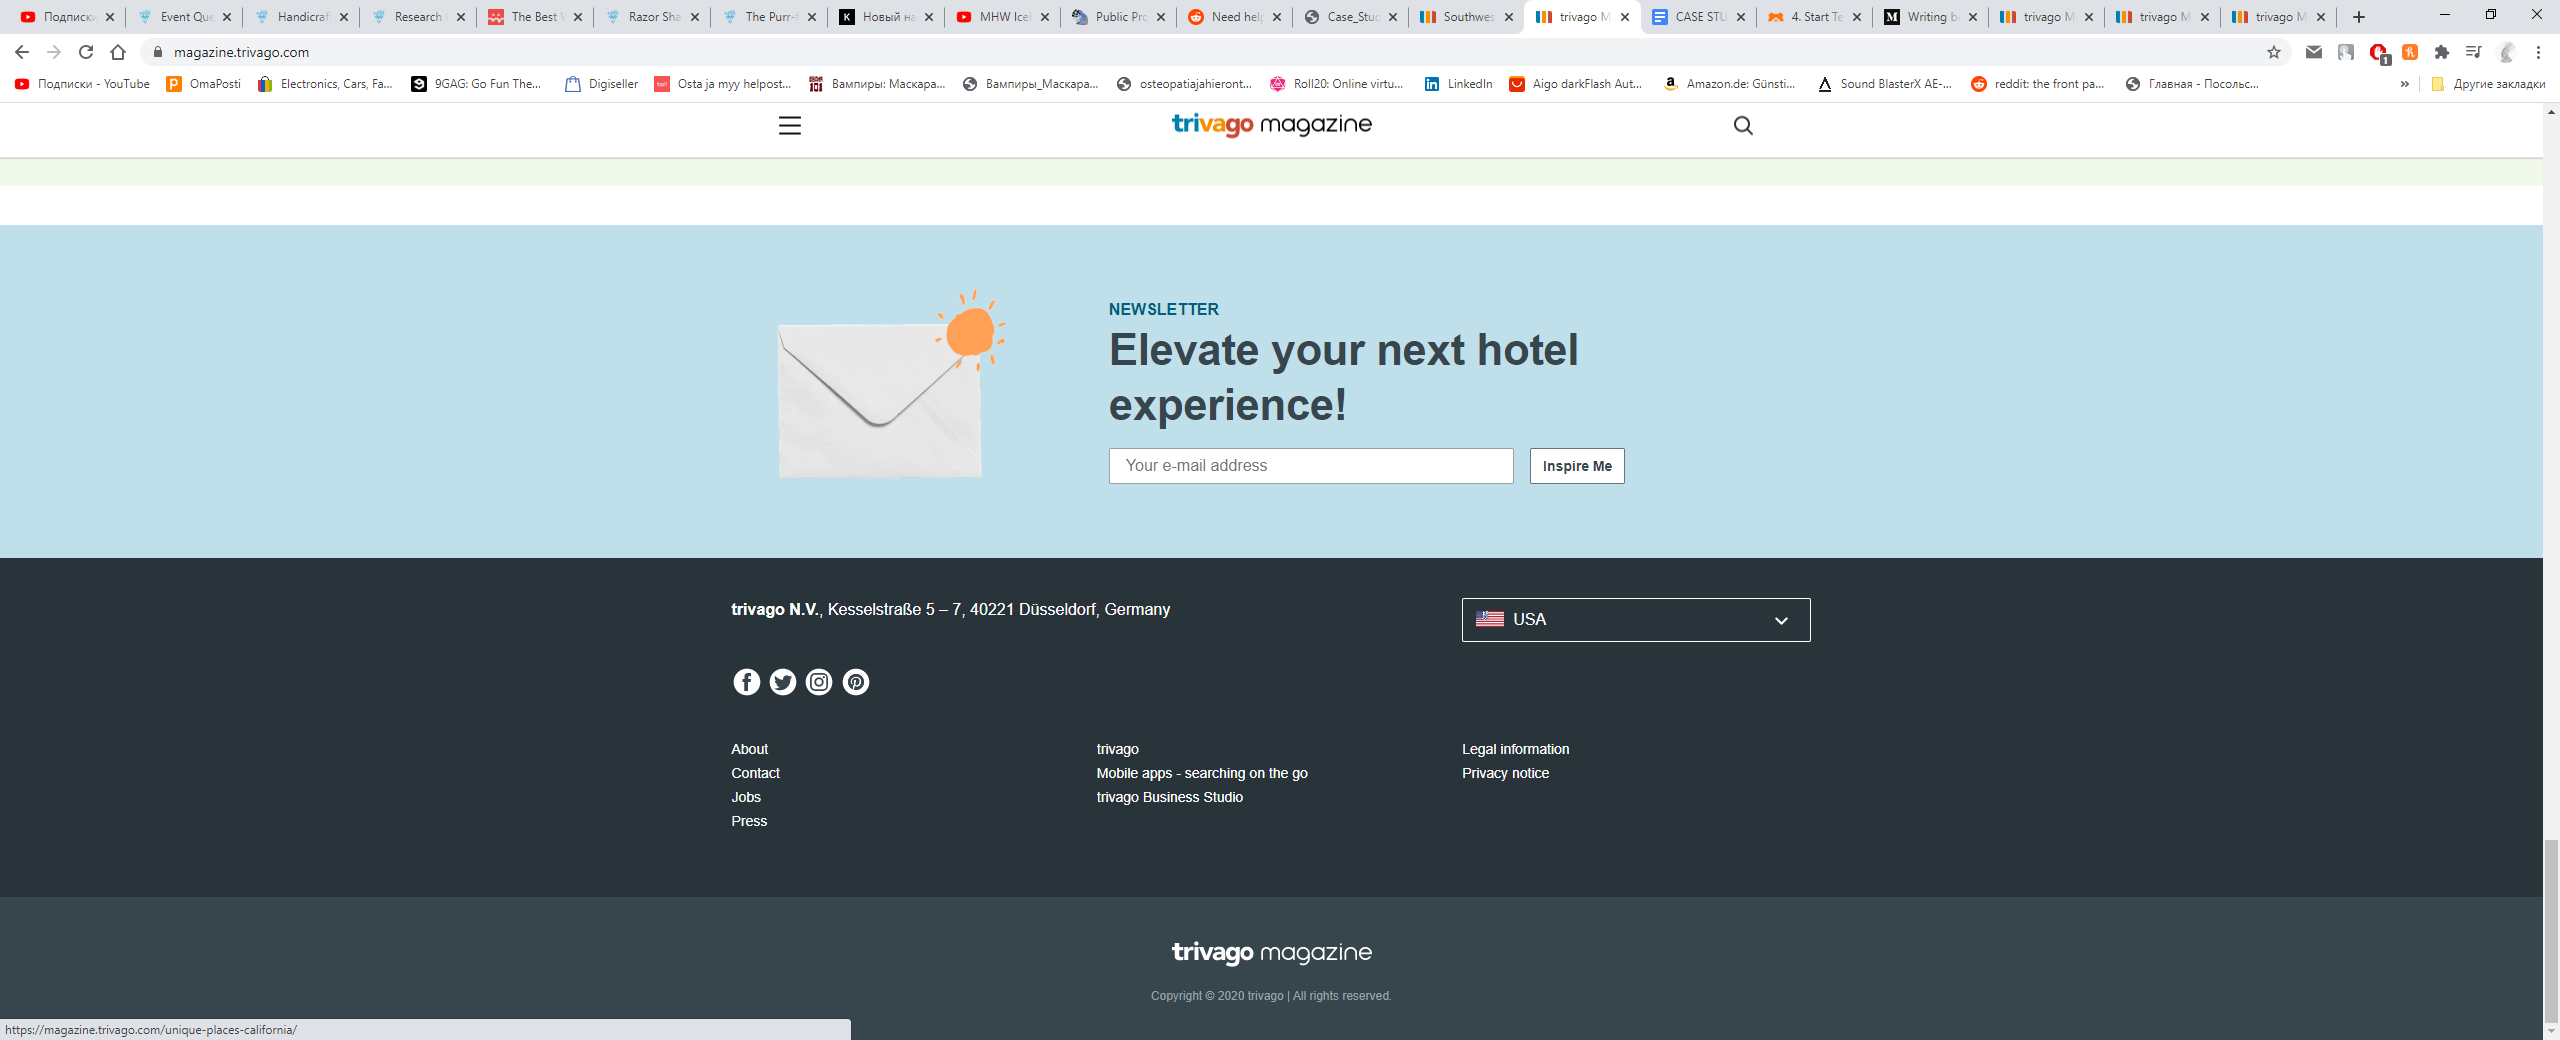 Подписки
Event Que
Handicraf
Research
The Best
Razor Sha
The Purr-f
Новый на
MHW Icel
Public Pro
Need help
Case_Stud
Southwes
trivago M
CASE STU
4. Start Te
Writing b
trivago M
trivago M
trivago M
magazine.trivago.com
1
Подписки - YouTube
OmaPosti
Electronics, Cars, Fa...
9GAG: Go Fun The...
Digiseller
tori
Osta ja myy helpost...
Вампиры: Маскара...
Вампиры_Маскара...
osteopatiajahieront...
Roll20: Online virtu...
LinkedIn
Aigo darkFlash Aut...
Amazon.de: Günsti...
Sound BlasterX AE-...
reddit: the front pa...
Главная - Посольс...
»
Другие закладки
trivago magazine
NEWSLETTER
Elevate your next hotel
experience!
Your e-mail address
Inspire Me
trivago N.V., Kesselstraße 5 – 7, 40221 Düsseldorf, Germany
USA
About
Contact
Jobs
Press
trivago
Mobile apps - searching on the go
trivago Business Studio
Legal information
Privacy notice
trivago magazine
Copyright © 2020 trivago | All rights reserved.
https://magazine.trivago.com/unique-places-california/